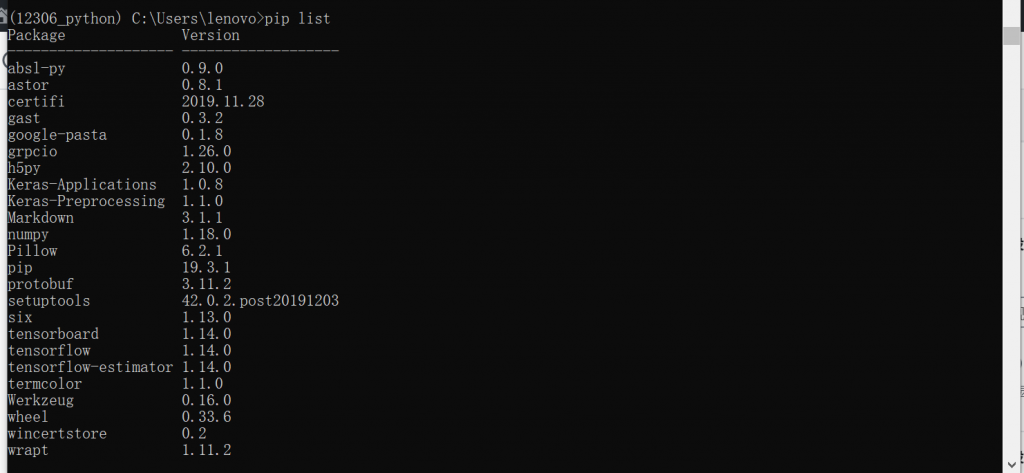 (12306_python) C:\Users\lenovo>pip list
Package              Version
-------------------- -------------------
absl-py              0.9.0
astor                0.8.1
certifi              2019.11.28
gast                 0.3.2
google-pasta         0.1.8
grpcio               1.26.0
h5py                 2.10.0
Keras-Applications   1.0.8
Keras-Preprocessing  1.1.0
Markdown             3.1.1
numpy                1.18.0
Pillow               6.2.1
pip                  19.3.1
protobuf             3.11.2
setuptools           42.0.2.post20191203
six                  1.13.0
tensorboard          1.14.0
tensorflow           1.14.0
tensorflow-estimator 1.14.0
termcolor            1.1.0
Werkzeug             0.16.0
wheel                0.33.6
wincertstore         0.2
wrapt                1.11.2